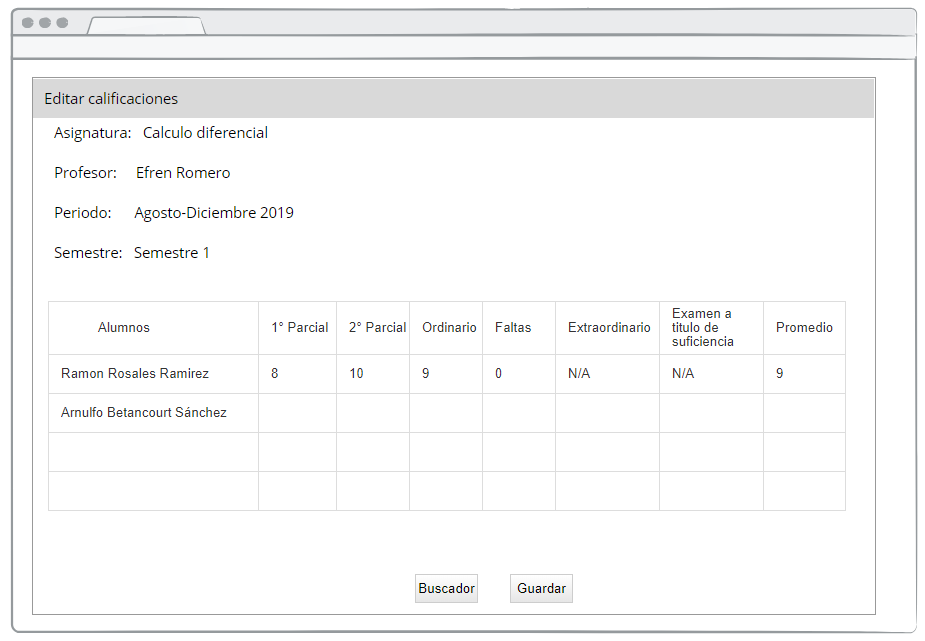 Editar calificaciones
Asignatura: Calculo diferencial
Profesor: Efren Romero
Periodo: Agosto-Diciembre 2019
Semestre: Semestre 1
Alumnos 1° Parcial 2° Parcial Ordinario Faltas Extraordinario Examen a titulo de suficiencia Promedio
Ramon Rosales Ramirez 8 10 9 0 N/A N/A 9
Arnulfo Betancourt Sánchez
Buscador Guardar